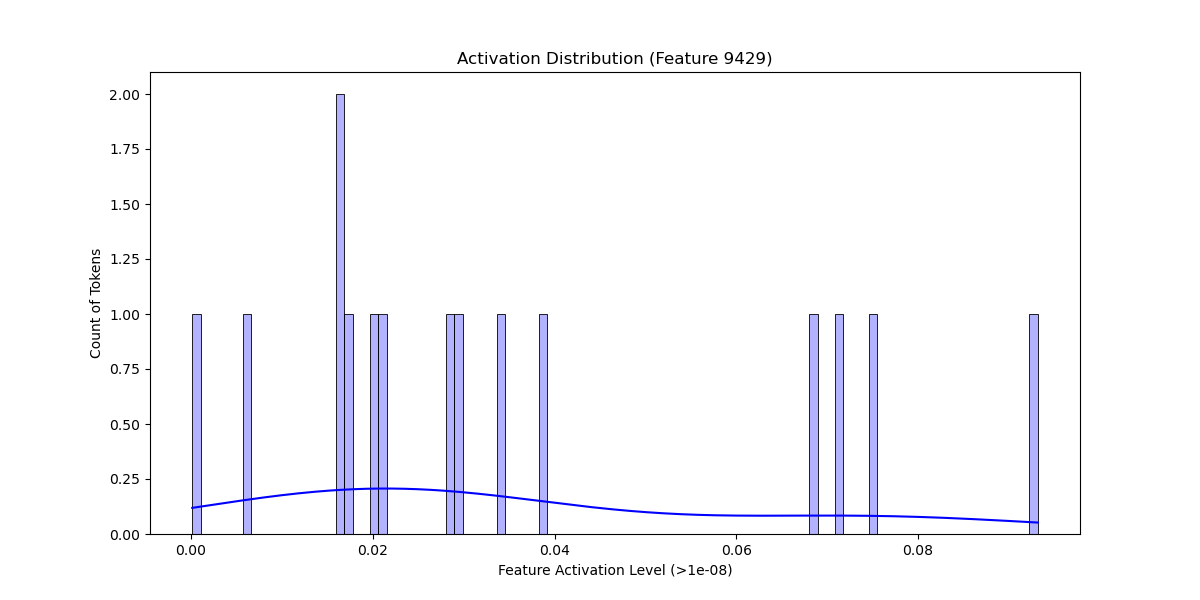 Activation Distribution (Feature 9429)
2.00
1.75
1.50
1.25
1.00
0.75
0.50
0.25
0.00
Count of Tokens
0.00 0.02 0.04 0.06 0.08
Feature Activation Level (>1e-08)